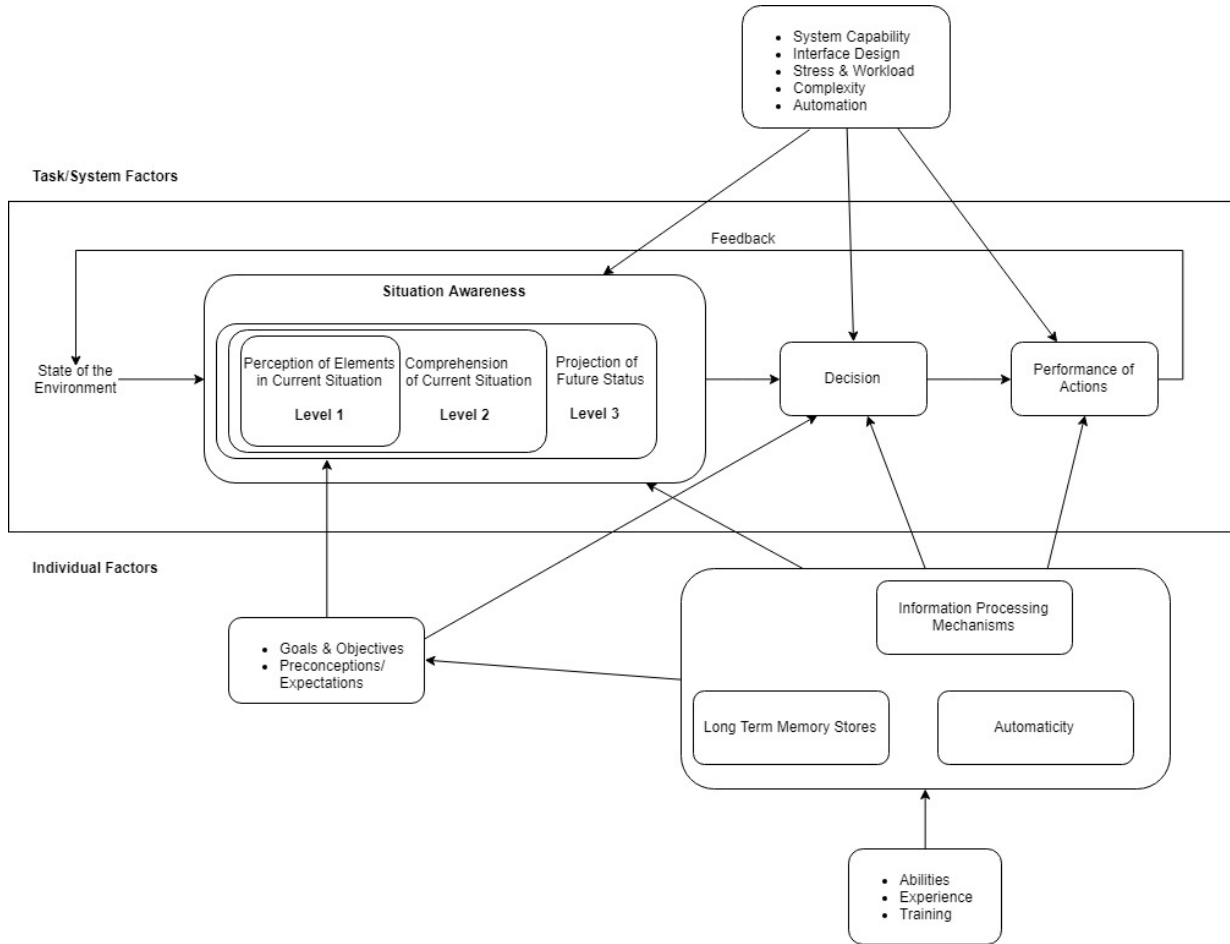 • System Capability
• Interface Design
• Stress & Workload
• Complexity
• Automation
Task/System Factors
Feedback
Situation Awareness
State of the
Environment
Perception of Elements
in Current Situation
Level 1
Comprehension
of Current Situation
Level 2
Projection of
Future Status
Level 3
Decision
Performance of
Actions
Individual Factors
• Goals & Objectives
• Preconceptions/
Expectations
Information Processing
Mechanisms
Long Term Memory Stores
Automaticity
• Abilities
• Experience
• Training